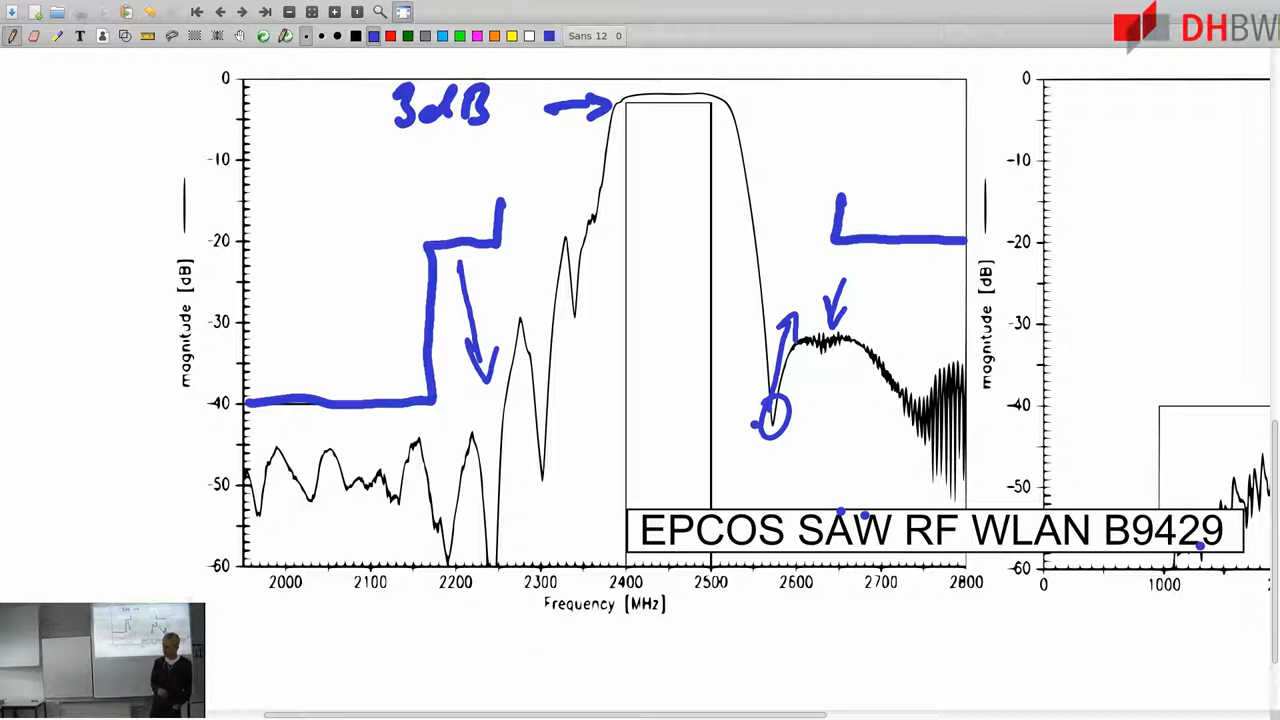 T
Sans 12 0
DHBW
0
-10
-20
-30
-40
-50
-60
magnitude [dB]
3dB
2000 2100 2200 2300 2400 2500 2600 2700 2800
Frequency [MHz]
EPCOS SAW RF WLAN B9429
0
-10
-20
-30
-40
-50
-60
magnitude [dB]
0 1000